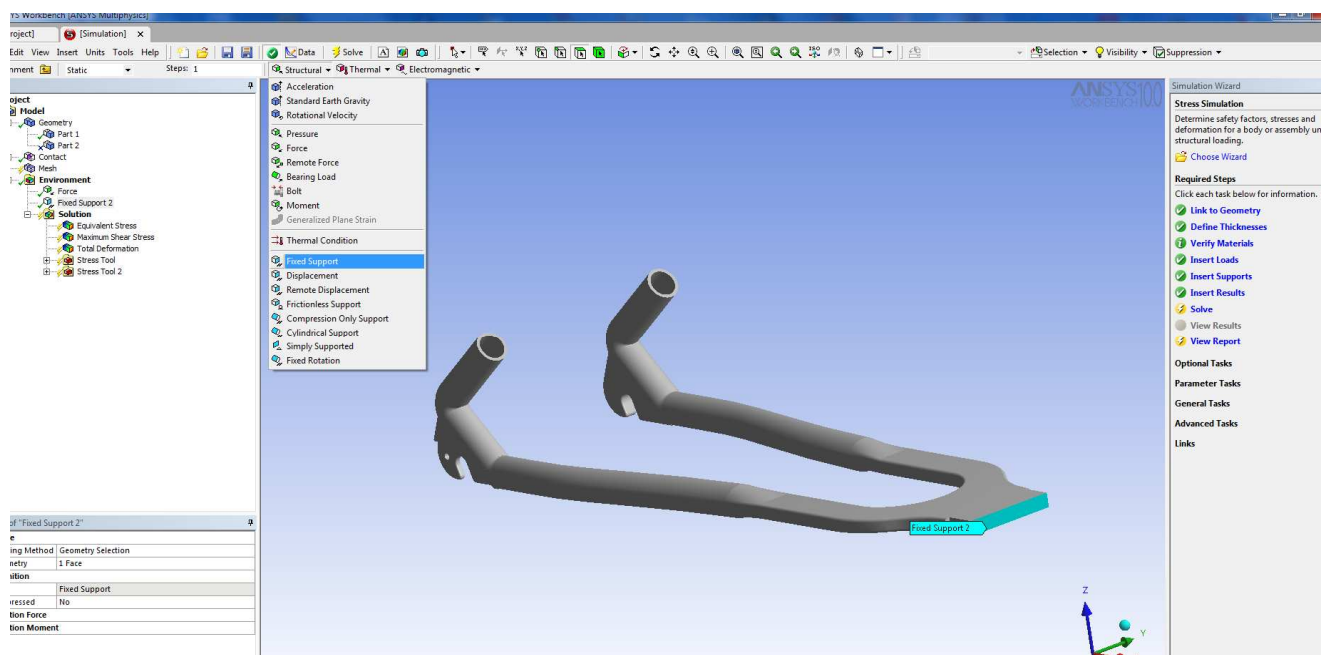 YS Workbench [ANSYS Multiphysics]
roject] [Simulation] ×
Edit View Insert Units Tools Help Data Solve A ISO Selection Visibility Suppression
nment Static Steps: 1 Structural Thermal Electromagnetic
oject
Model
Geometry
Part 1
Part 2
Contact
Mesh
Environment
Force
Fixed Support 2
Solution
Equivalent Stress
Maximum Shear Stress
Total Deformation
Stress Tool
Stress Tool 2
Acceleration
Standard Earth Gravity
Rotational Velocity
Pressure
Force
Remote Force
Bearing Load
Bolt
Moment
Generalized Plane Strain
Thermal Condition
Fixed Support
Displacement
Remote Displacement
Frictionless Support
Compression Only Support
Cylindrical Support
Simply Supported
Fixed Rotation
ANSYS100
WORKBENCH
Fixed Support 2
Z
Y
Simulation Wizard
Stress Simulation
Determine safety factors, stresses and
deformation for a body or assembly un
structural loading.
Choose Wizard
Required Steps
Click each task below for information.
Link to Geometry
Define Thicknesses
Verify Materials
Insert Loads
Insert Supports
Insert Results
Solve
View Results
View Report
Optional Tasks
Parameter Tasks
General Tasks
Advanced Tasks
Links
of "Fixed Support 2"
e
ing Method Geometry Selection
metry 1 Face
nition
Fixed Support
ressed No
tion Force
tion Moment